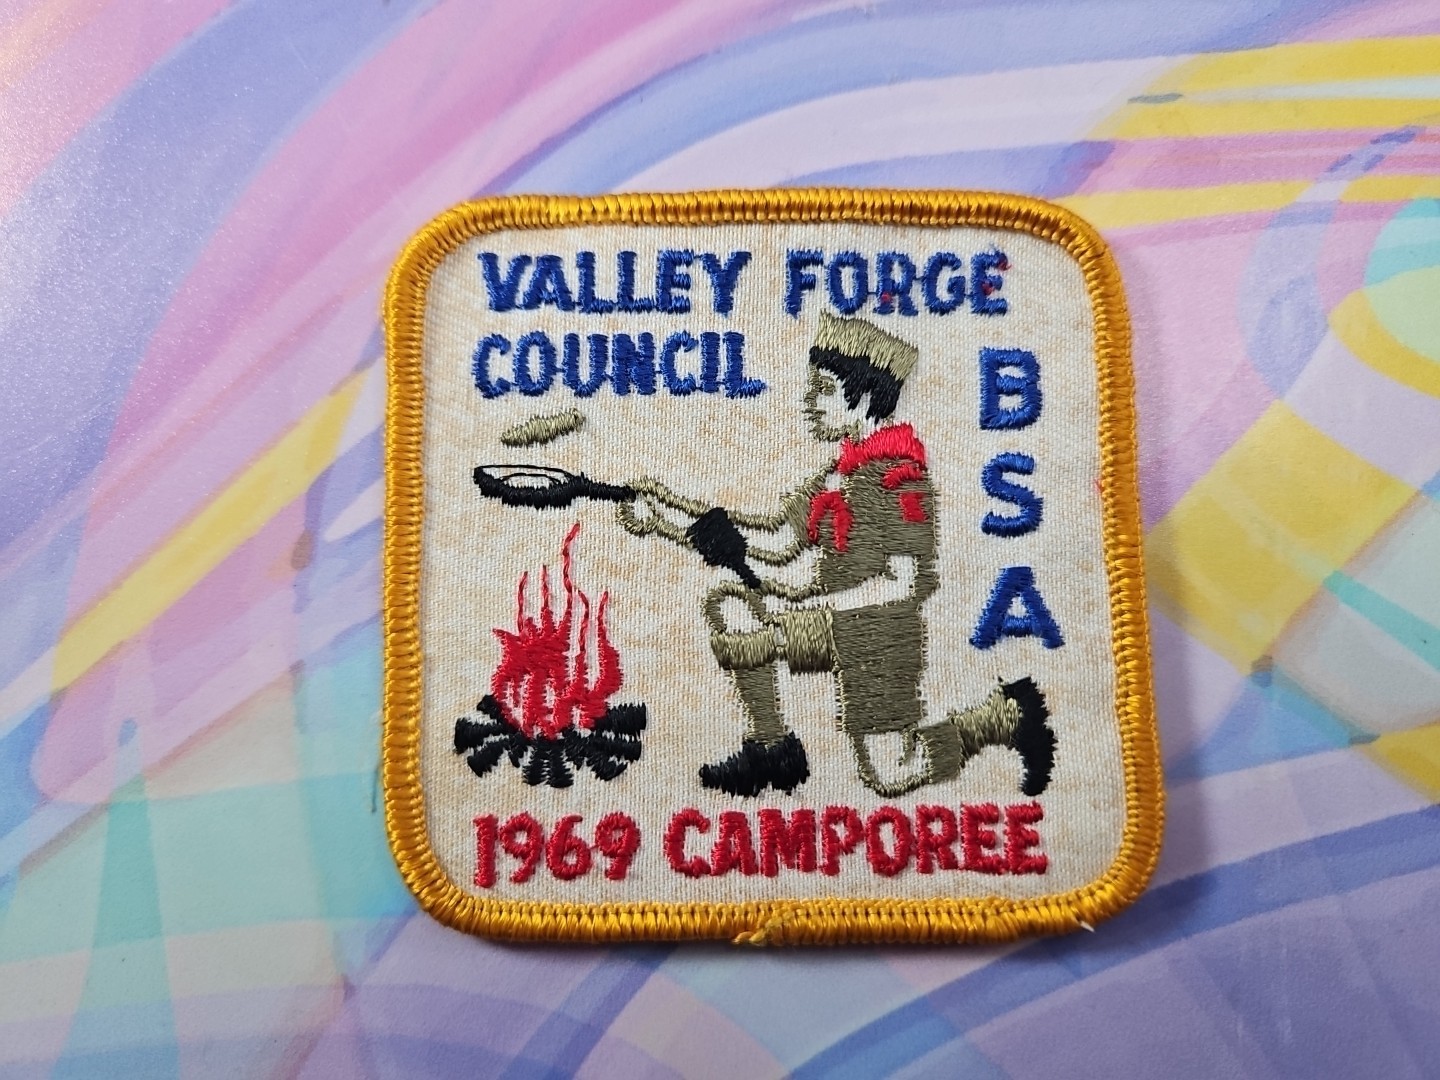 VALLEY FORGE
COUNCIL
B
S
A
1969 CAMPOREE